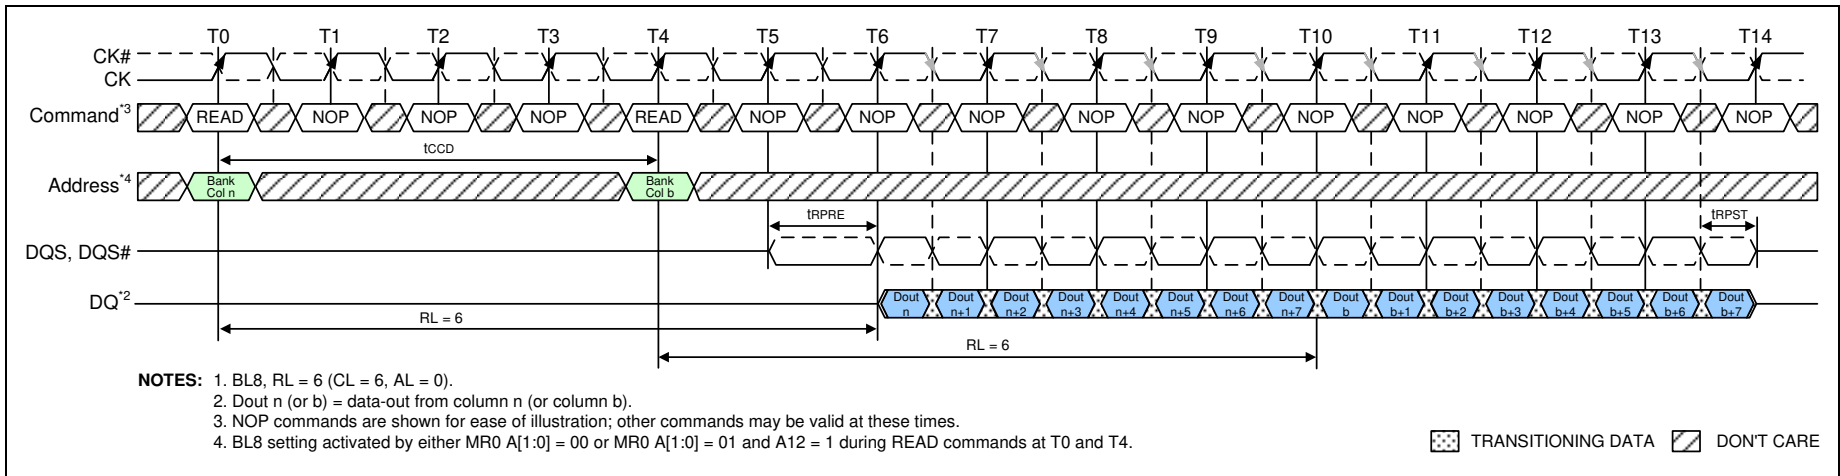 T0 T1 T2 T3 T4 T5 T6 T7 T8 T9 T10 T11 T12 T13 T14
CK#
CK
Command*3 READ NOP NOP NOP READ NOP NOP NOP NOP NOP NOP NOP NOP NOP NOP
tCCD
Address*4 Bank Col n Bank Col b
tRPRE tRPST
DQS, DQS#
DQ*2 Dout n Dout n+1 Dout n+2 Dout n+3 Dout n+4 Dout n+5 Dout n+6 Dout n+7 Dout b Dout b+1 Dout b+2 Dout b+3 Dout b+4 Dout b+5 Dout b+6 Dout b+7
RL = 6
RL = 6
NOTES: 1. BL8, RL = 6 (CL = 6, AL = 0).
2. Dout n (or b) = data-out from column n (or column b).
3. NOP commands are shown for ease of illustration; other commands may be valid at these times.
4. BL8 setting activated by either MR0 A[1:0] = 00 or MR0 A[1:0] = 01 and A12 = 1 during READ commands at T0 and T4.
TRANSITIONING DATA DON'T CARE